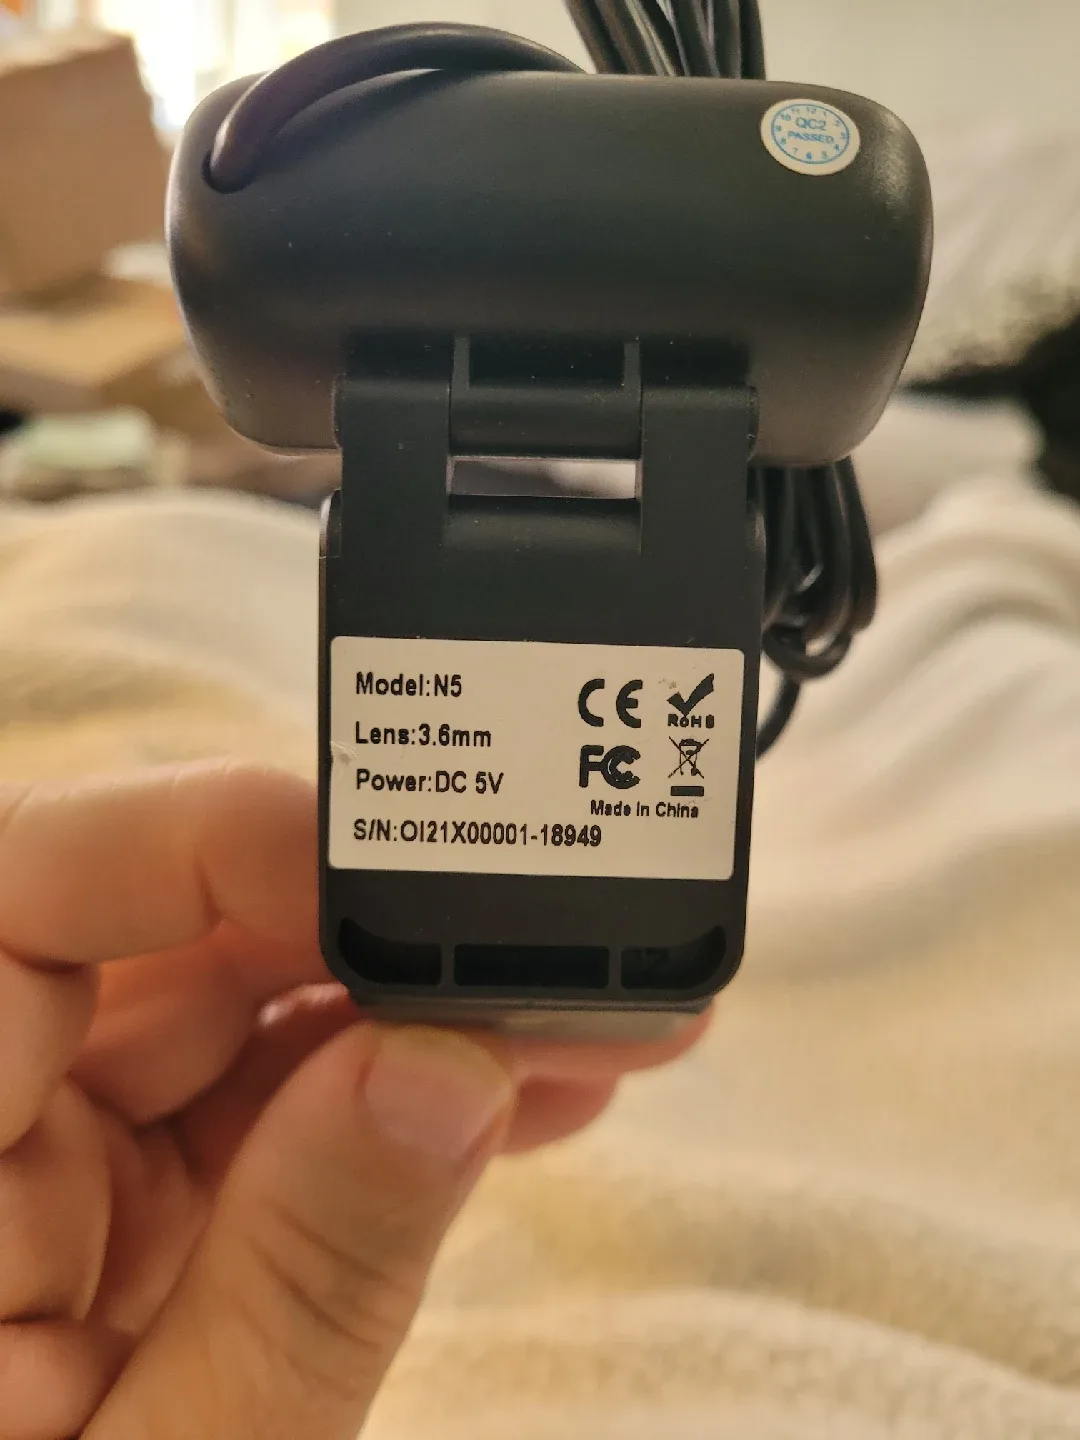 QC2
PASSED
Model:N5
Lens:3.6mm
Power:DC 5V
S/N:OI21X00001-18949
CE
RoHS
FC
Made in China